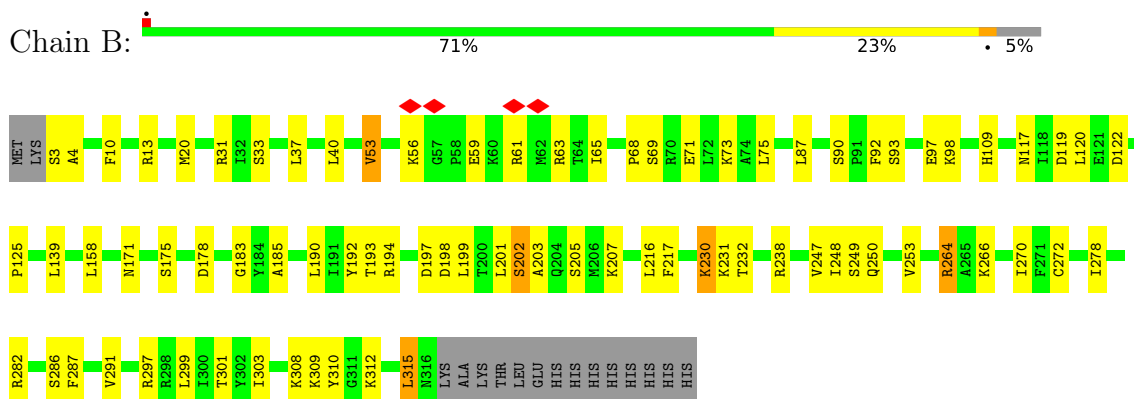 Chain B:
71% 23% • 5%
MET LYS S3 A4 F10 R13 M20 R31 I32 S33 L37 L40 V53 K56 G57 P58 E59 K60 R61 M62 R63 T64 I65 P68 S69 R70 E71 L72 K73 A74 L75 L87 S90 P91 F92 S93 E97 K98 H109 N117 I118 D119 L120 E121 D122
P125 L139 L158 N171 S175 D178 G183 Y184 A185 L190 I191 Y192 T193 R194 D197 D198 L199 T200 L201 S202 A203 Q204 S205 M206 K207 L216 F217 K230 K231 T232 R238 V247 I248 S249 Q250 V253 R264 A265 K266 I270 F271 C272 I278
R282 S286 F287 V291 R297 R298 L299 I300 T301 Y302 I303 K308 K309 Y310 G311 K312 L315 N316 LYS ALA LYS THR LEU GLU HIS HIS HIS HIS HIS HIS HIS HIS